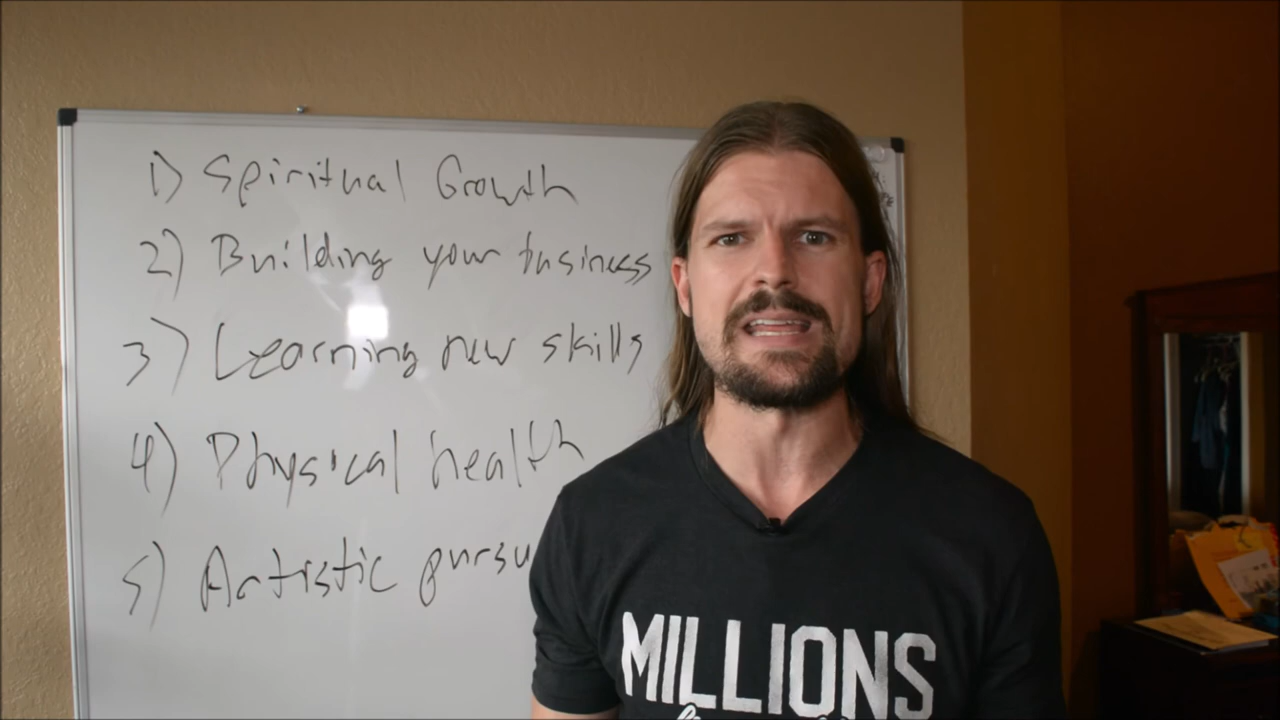 1) Spiritual Growth
2) Building your business
3) Learning new skills
4) Physical health
5) Artistic pursu
MILLIONS